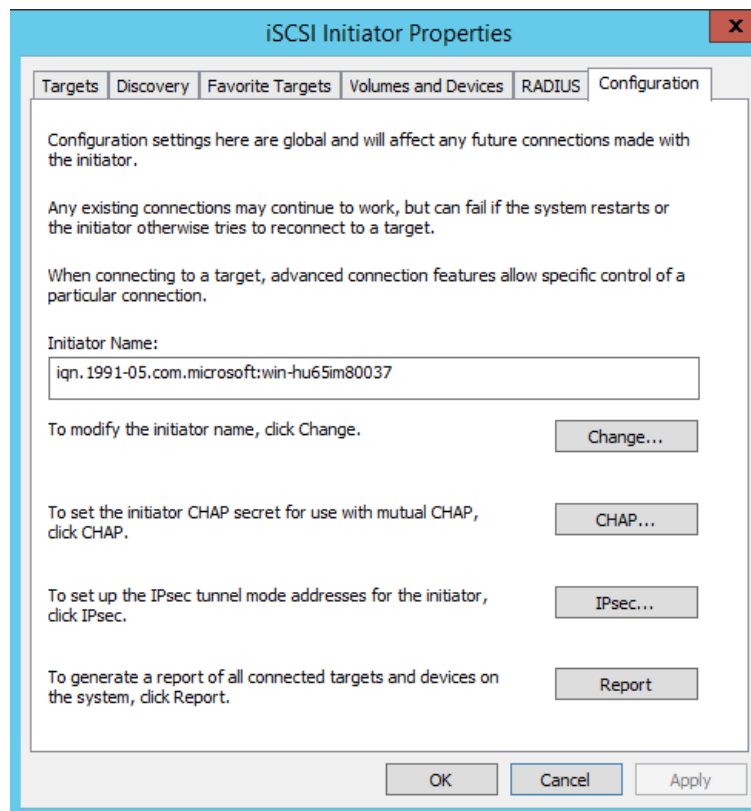 iSCSI Initiator Properties
x
Targets
Discovery
Favorite Targets
Volumes and Devices
RADIUS
Configuration
Configuration settings here are global and will affect any future connections made with
the initiator.
Any existing connections may continue to work, but can fail if the system restarts or
the initiator otherwise tries to reconnect to a target.
When connecting to a target, advanced connection features allow specific control of a
particular connection.
Initiator Name:
iqn.1991-05.com.microsoft:win-hu65im80037
To modify the initiator name, click Change.
Change...
To set the initiator CHAP secret for use with mutual CHAP,
click CHAP.
CHAP...
To set up the IPsec tunnel mode addresses for the initiator,
click IPsec.
IPsec...
To generate a report of all connected targets and devices on
the system, click Report.
Report
OK
Cancel
Apply